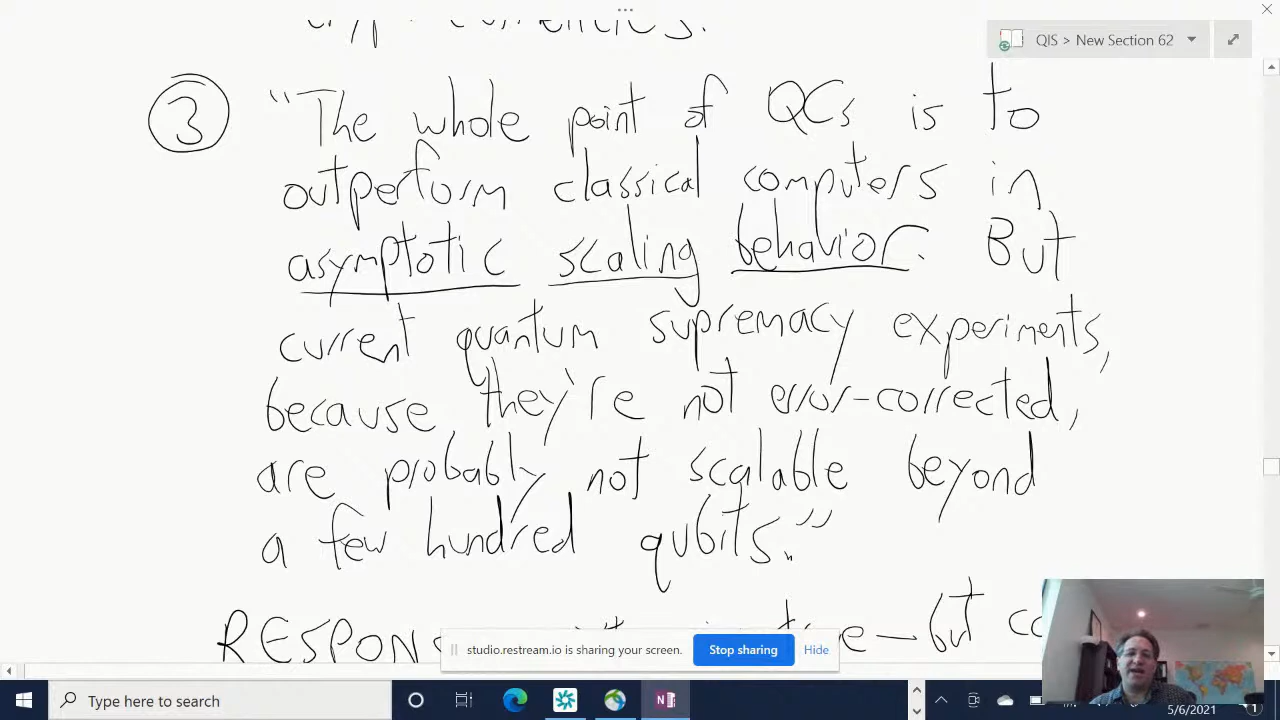 currencies.
QIS > New Section 62
③ "The whole point of QCs is to
outperform classical computers in
asymptotic scaling behavior. But
current quantum supremacy experiments,
because they're not error-corrected,
are probably not scalable beyond
a few hundred qubits."
studio.restream.io is sharing your screen. Stop sharing Hide
Type here to search
5/6/2021
1